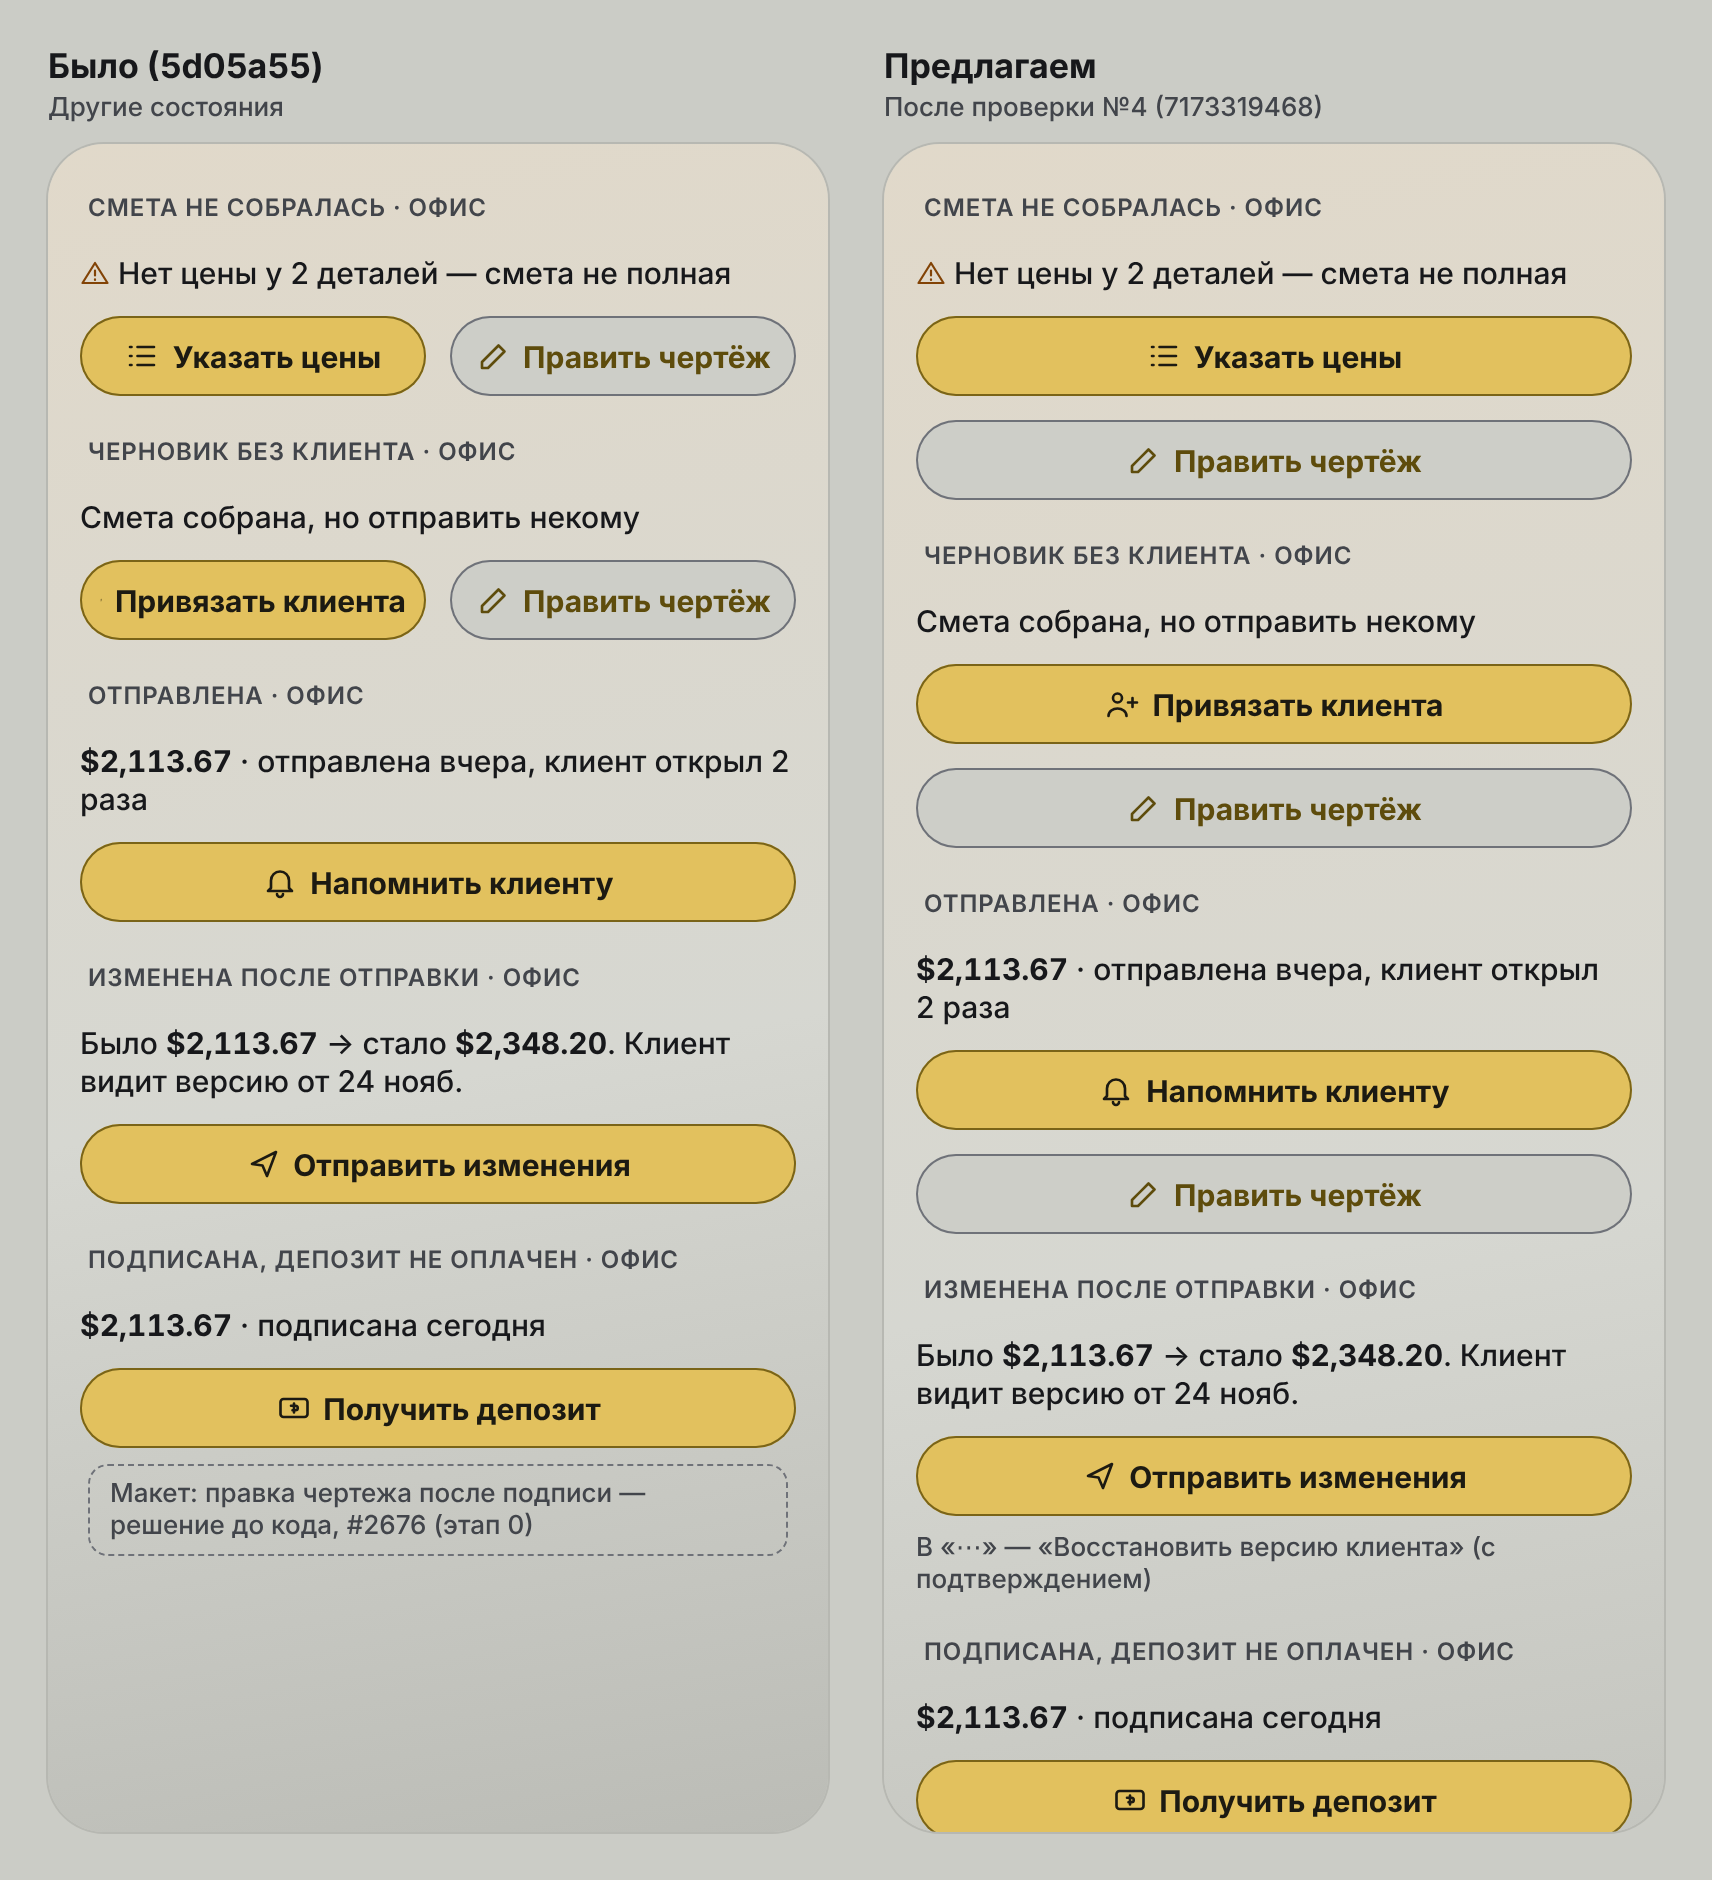 Было (5d05a55)
Другие состояния
СМЕТА НЕ СОБРАЛАСЬ · ОФИС
Нет цены у 2 деталей — смета не полная
Указать цены
Править чертёж
ЧЕРНОВИК БЕЗ КЛИЕНТА · ОФИС
Смета собрана, но отправить некому
Привязать клиента
Править чертёж
ОТПРАВЛЕНА · ОФИС
$2,113.67 · отправлена вчера, клиент открыл 2
раза
Напомнить клиенту
ИЗМЕНЕНА ПОСЛЕ ОТПРАВКИ · ОФИС
Было $2,113.67 → стало $2,348.20. Клиент
видит версию от 24 нояб.
Отправить изменения
ПОДПИСАНА, ДЕПОЗИТ НЕ ОПЛАЧЕН · ОФИС
$2,113.67 · подписана сегодня
Получить депозит
Макет: правка чертежа после подписи —
решение до кода, #2676 (этап 0)
Предлагаем
После проверки №4 (7173319468)
СМЕТА НЕ СОБРАЛАСЬ · ОФИС
Нет цены у 2 деталей — смета не полная
Указать цены
Править чертёж
ЧЕРНОВИК БЕЗ КЛИЕНТА · ОФИС
Смета собрана, но отправить некому
Привязать клиента
Править чертёж
ОТПРАВЛЕНА · ОФИС
$2,113.67 · отправлена вчера, клиент открыл
2 раза
Напомнить клиенту
Править чертёж
ИЗМЕНЕНА ПОСЛЕ ОТПРАВКИ · ОФИС
Было $2,113.67 → стало $2,348.20. Клиент
видит версию от 24 нояб.
Отправить изменения
В «⋯» — «Восстановить версию клиента» (с
подтверждением)
ПОДПИСАНА, ДЕПОЗИТ НЕ ОПЛАЧЕН · ОФИС
$2,113.67 · подписана сегодня
Получить депозит